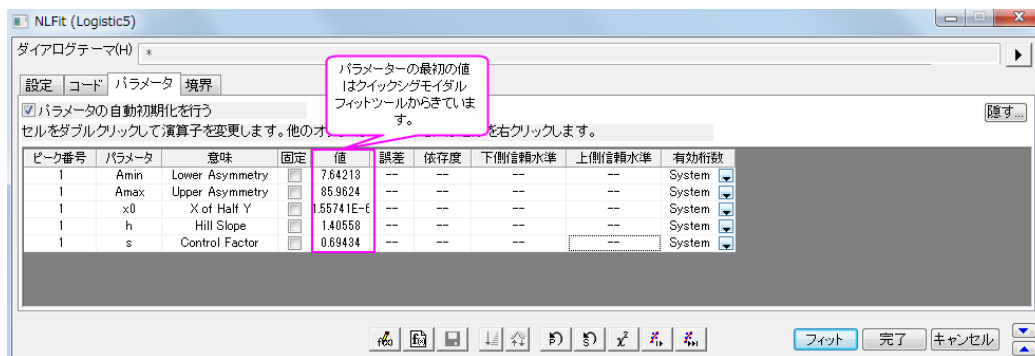 NLFit (Logistic5)
ダイアログテーマ(H) *
設定 コード パラメータ 境界
パラメーターの最初の値
はクイックシグモイダル
フィットツールからきていま
す。
パラメータの自動初期化を行う
隠す...
セルをダブルクリックして演算子を変更します。他のオ を右クリックします。
ピーク番号 パラメータ 意味 固定 値 誤差 依存度 下側信頼水準 上側信頼水準 有効桁数
1 Amin Lower Asymmetry 7.64213 -- -- -- -- System
1 Amax Upper Asymmetry 85.9624 -- -- -- -- System
1 x0 X of Half Y 1.55741E-6 -- -- -- -- System
1 h Hill Slope 1.40558 -- -- -- -- System
1 s Control Factor 0.69434 -- -- -- -- System
フィット 完了 キャンセル